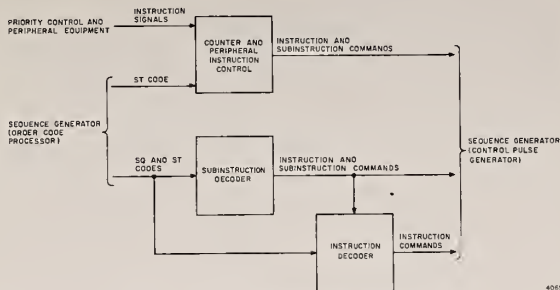 PRIORITY CONTROL AND
PERIPHERAL EQUIPMENT
INSTRUCTION
SIGNALS
COUNTER AND
PERIPHERAL
INSTRUCTION
CONTROL
INSTRUCTION AND
SUBINSTRUCTION COMMANDS
ST CODE
SEQUENCE GENERATOR
(ORDER CODE
PROCESSOR)
SEQUENCE GENERATOR
(CONTROL PULSE
GENERATOR)
SQ AND ST
CODES
SUBINSTRUCTION
DECODER
INSTRUCTION AND
SUBINSTRUCTION COMMANDS
INSTRUCTION
DECODER
INSTRUCTION
COMMANDS